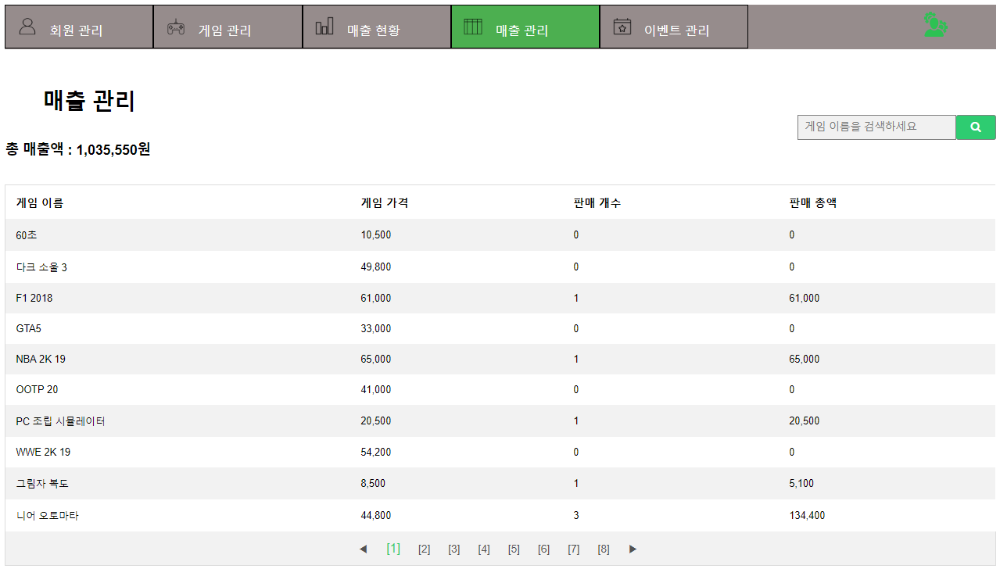 회원 관리 게임 관리 매출 현황 매출 관리 이벤트 관리
매출 관리
게임 이름을 검색하세요
총 매출액 : 1,035,550원
게임 이름 게임 가격 판매 개수 판매 총액
60초 10,500 0 0
다크 소울 3 49,800 0 0
F1 2018 61,000 1 61,000
GTA5 33,000 0 0
NBA 2K 19 65,000 1 65,000
OOTP 20 41,000 0 0
PC 조립 시뮬레이터 20,500 1 20,500
WWE 2K 19 54,200 0 0
그림자 복도 8,500 1 5,100
니어 오토마타 44,800 3 134,400
◀ [1] [2] [3] [4] [5] [6] [7] [8] ▶